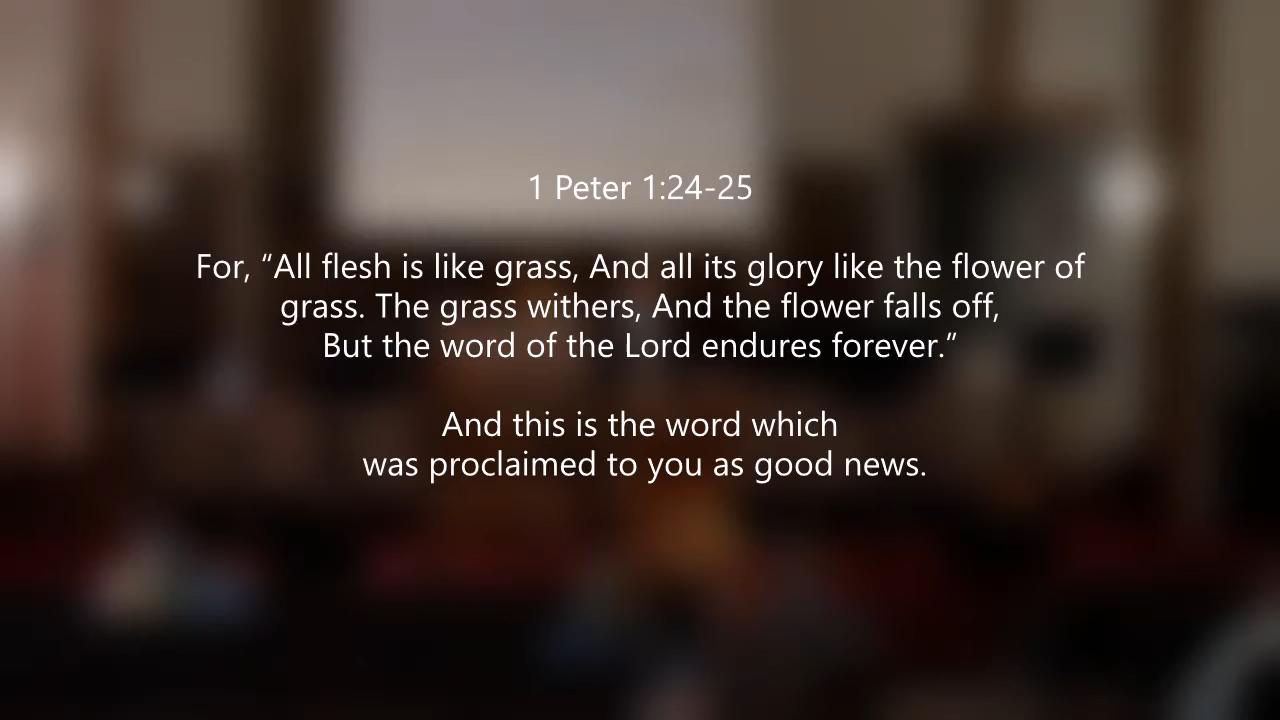 1 Peter 1:24-25
For, “All flesh is like grass, And all its glory like the flower of
grass. The grass withers, And the flower falls off,
But the word of the Lord endures forever.”
And this is the word which
was proclaimed to you as good news.